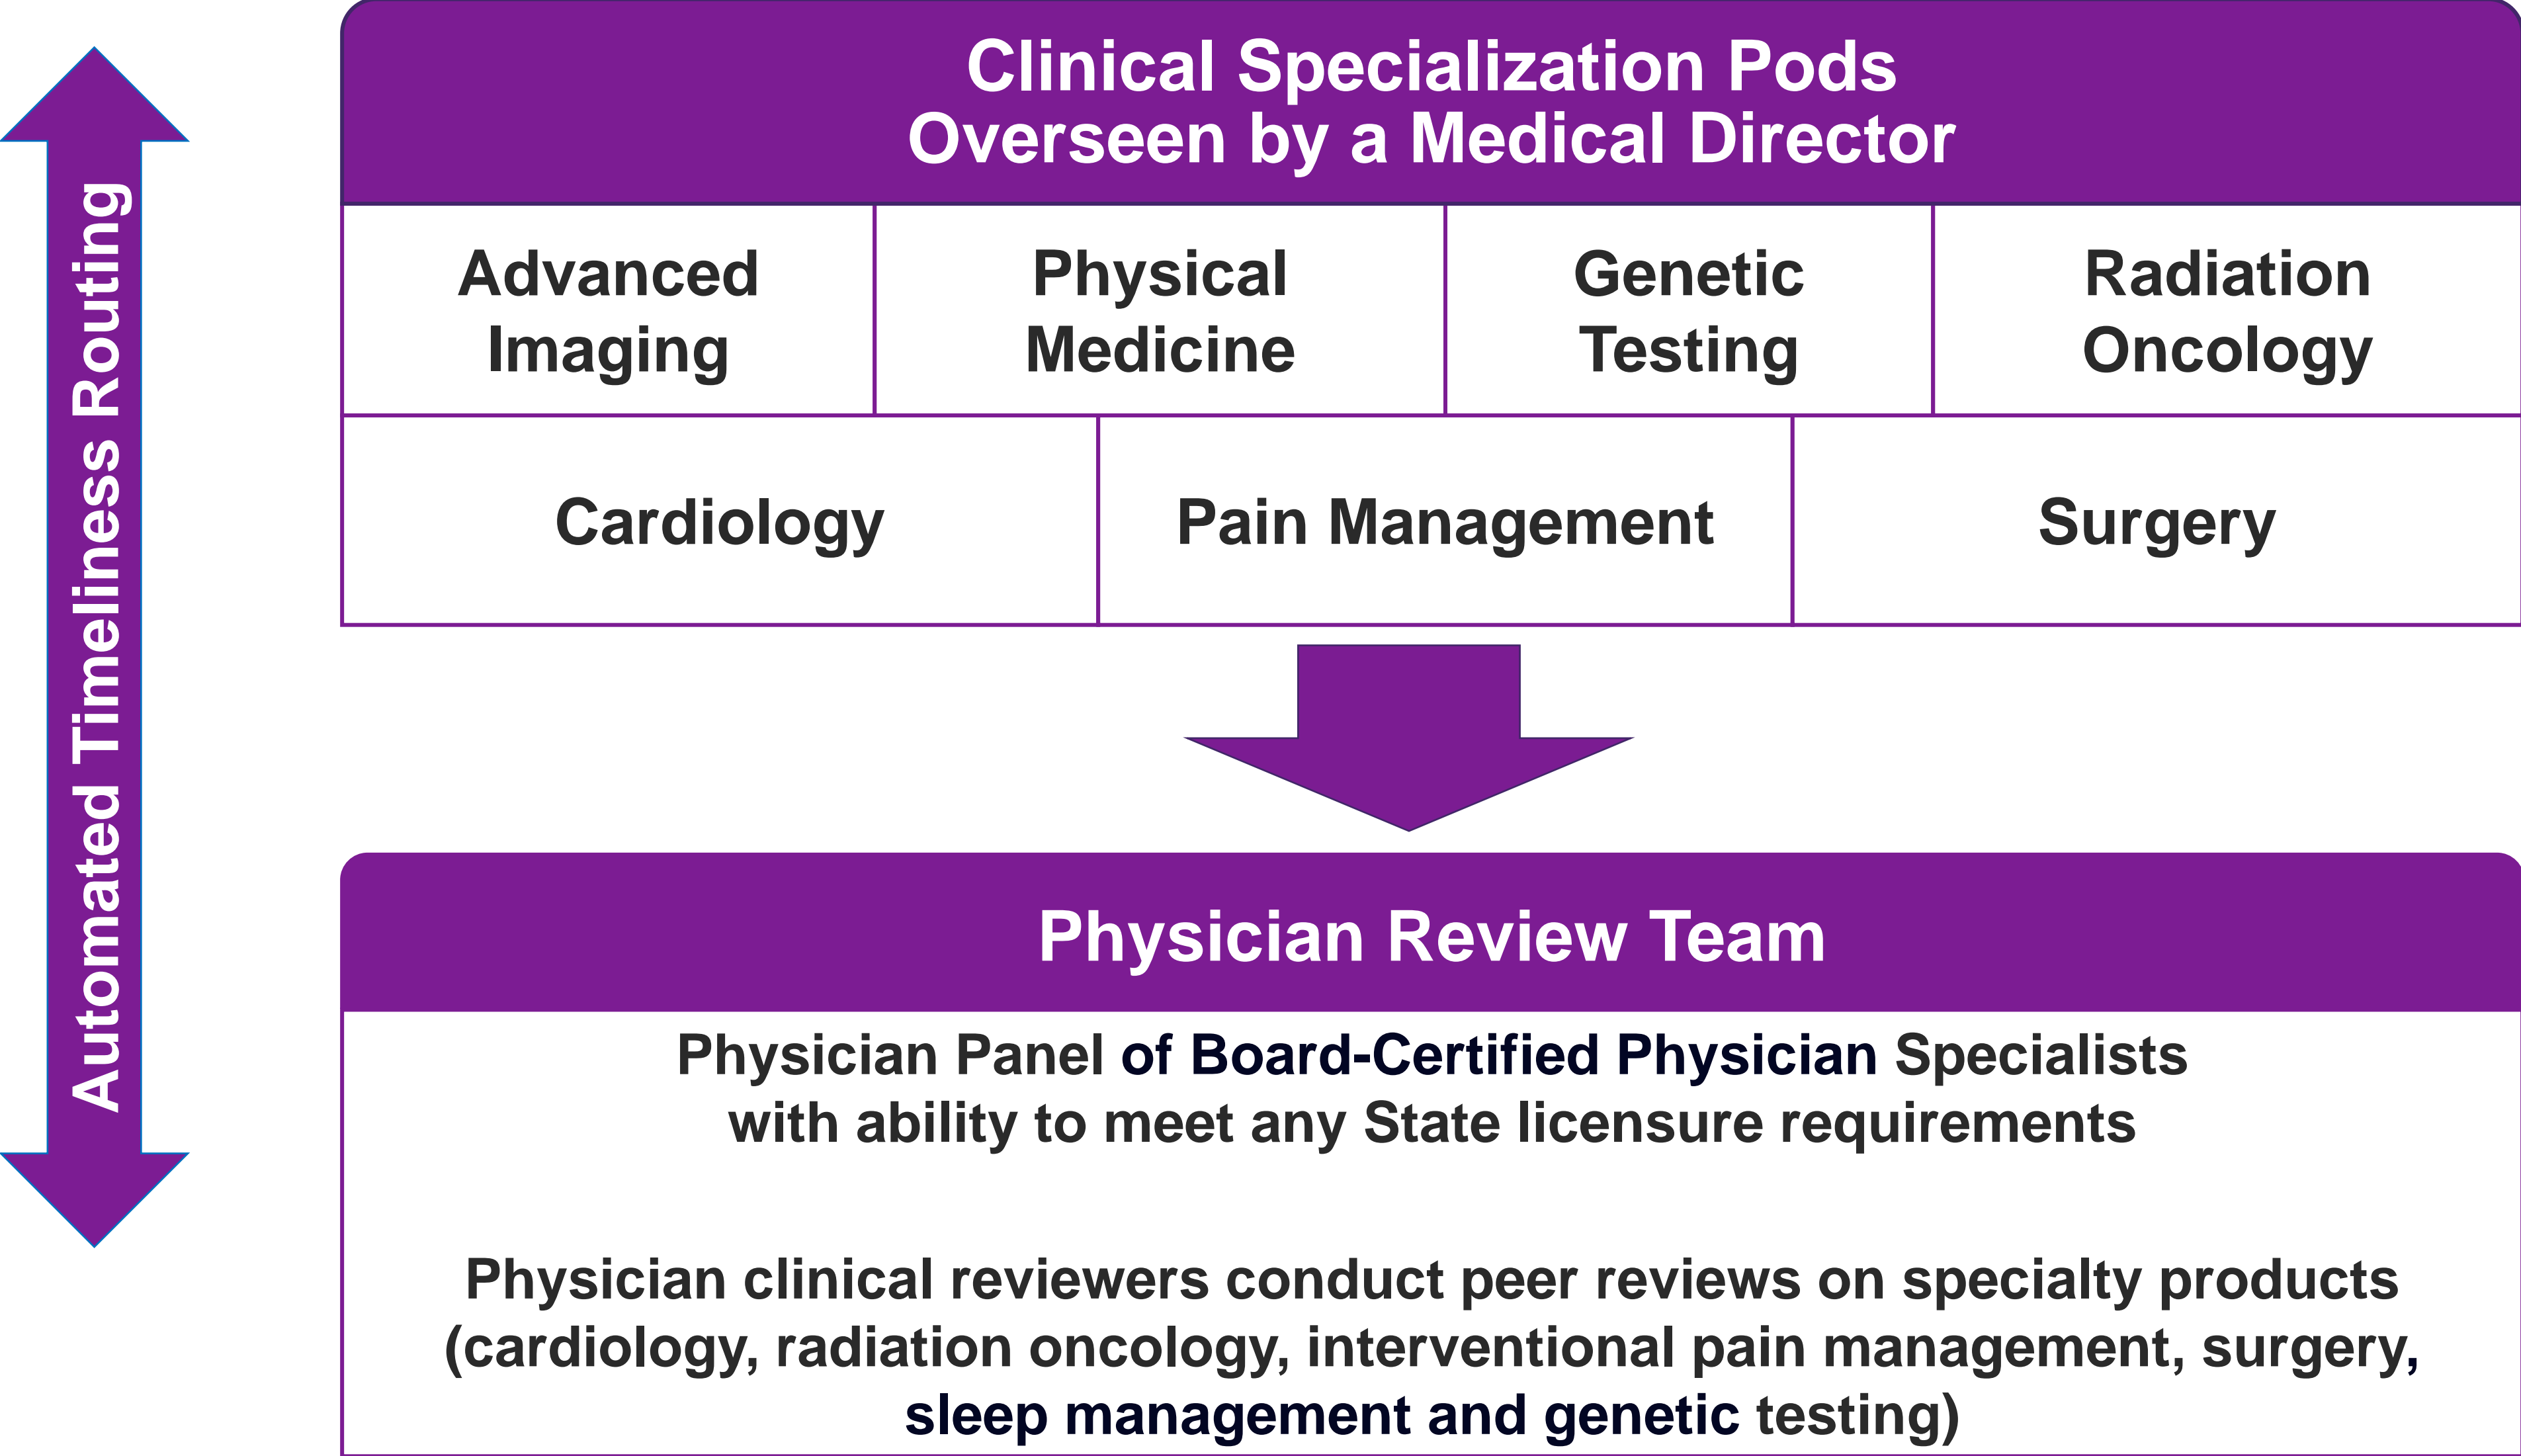 Automated Timeliness Routing
Clinical Specialization Pods
Overseen by a Medical Director
Advanced
Imaging
Physical
Medicine
Genetic
Testing
Radiation
Oncology
Cardiology
Pain Management
Surgery
Physician Review Team
Physician Panel of Board-Certified Physician Specialists
with ability to meet any State licensure requirements
Physician clinical reviewers conduct peer reviews on specialty products
(cardiology, radiation oncology, interventional pain management, surgery,
sleep management and genetic testing)